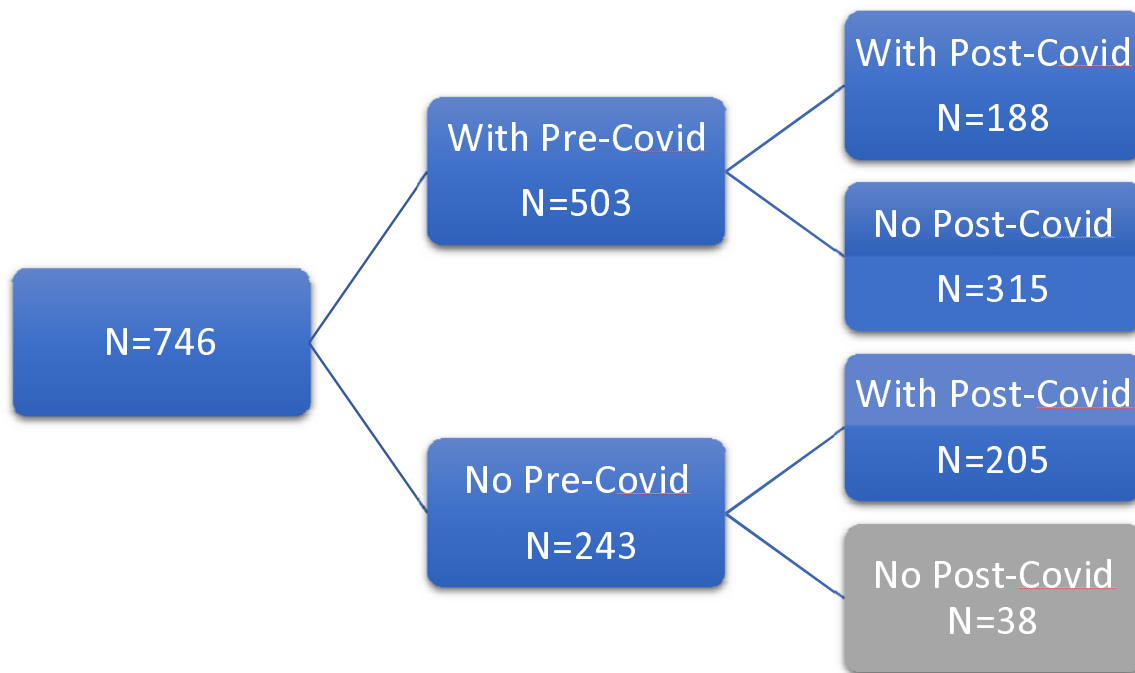 N=746
With Pre-Covid
N=503
No Pre-Covid
N=243
With Post-Covid
N=188
No Post-Covid
N=315
With Post-Covid
N=205
No Post-Covid
N=38